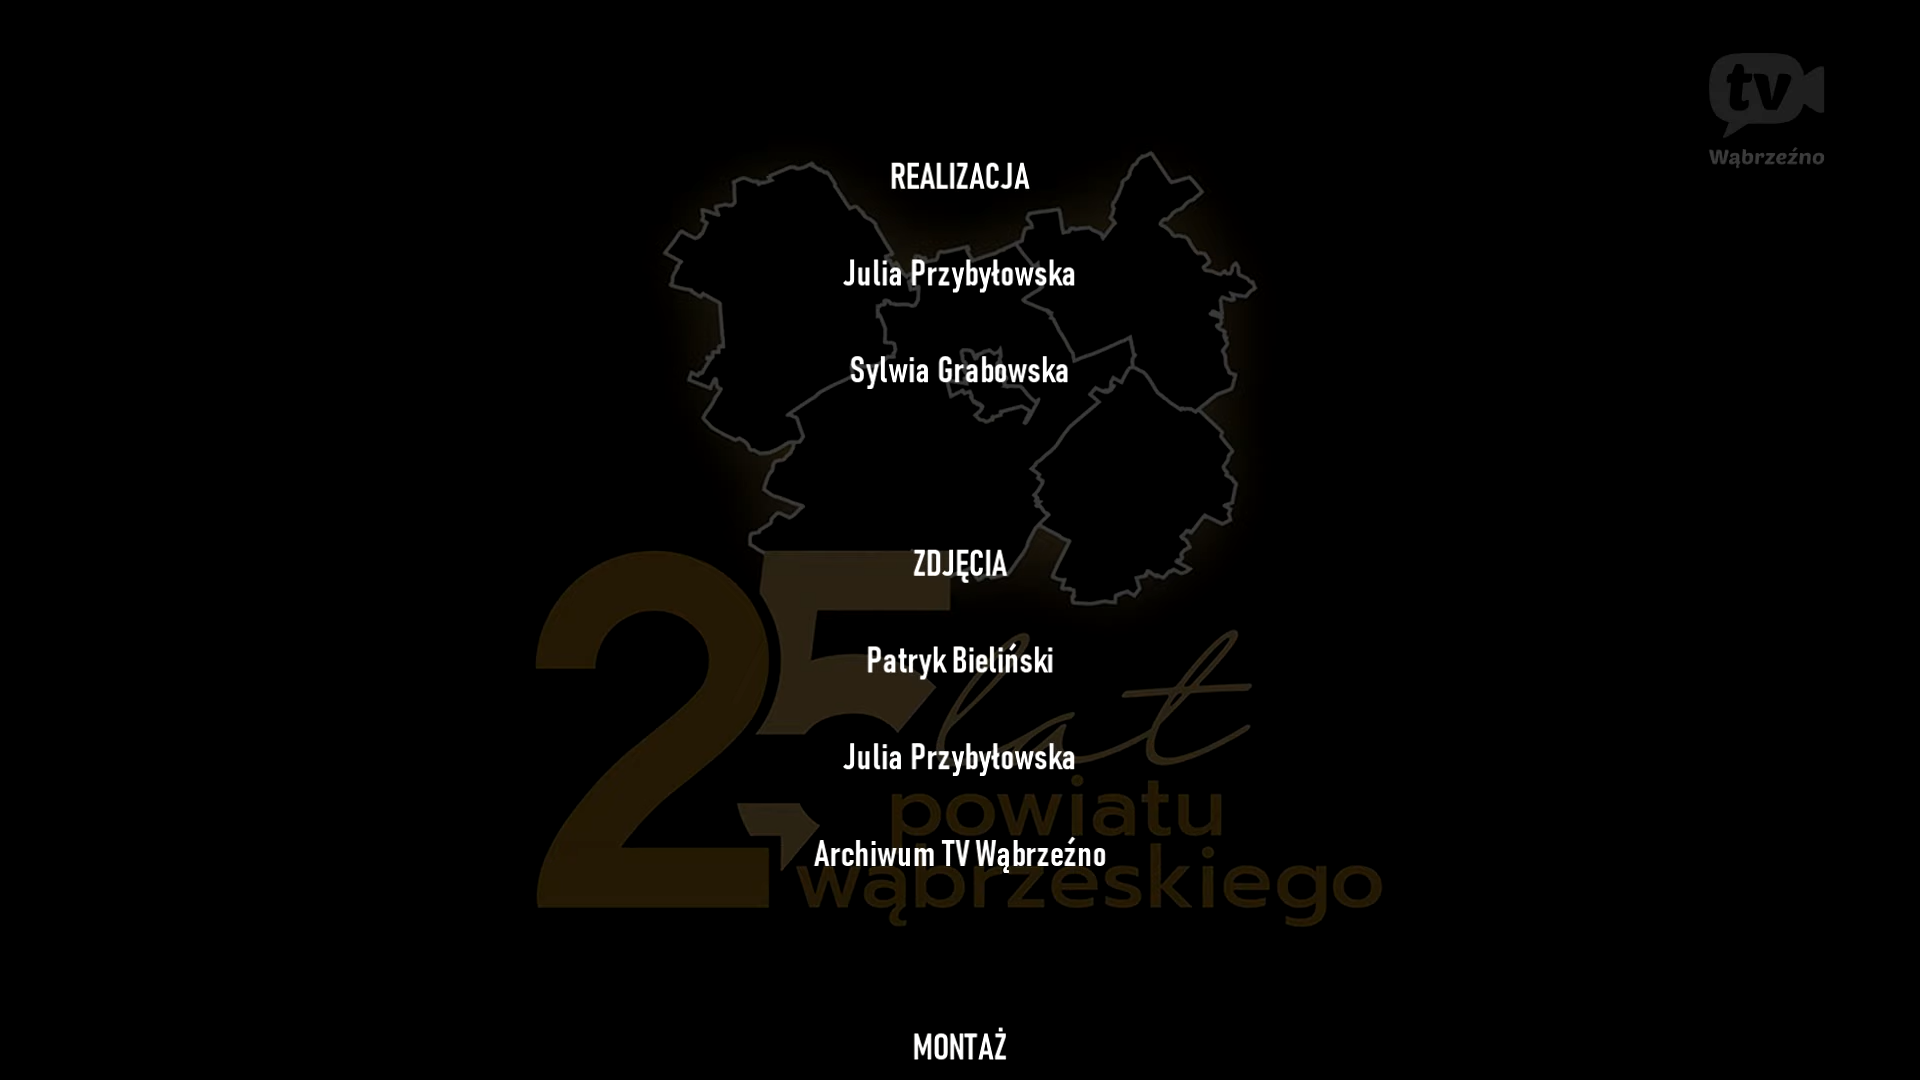 tv
Wąbrzeźno
REALIZACJA
Julia Przybyłowska
Sylwia Grabowska
ZDJĘCIA
Patryk Bieliński
Julia Przybyłowska
Archiwum TV Wąbrzeźno
25 lat
powiatu
wąbrzeskiego
MONTAŻ